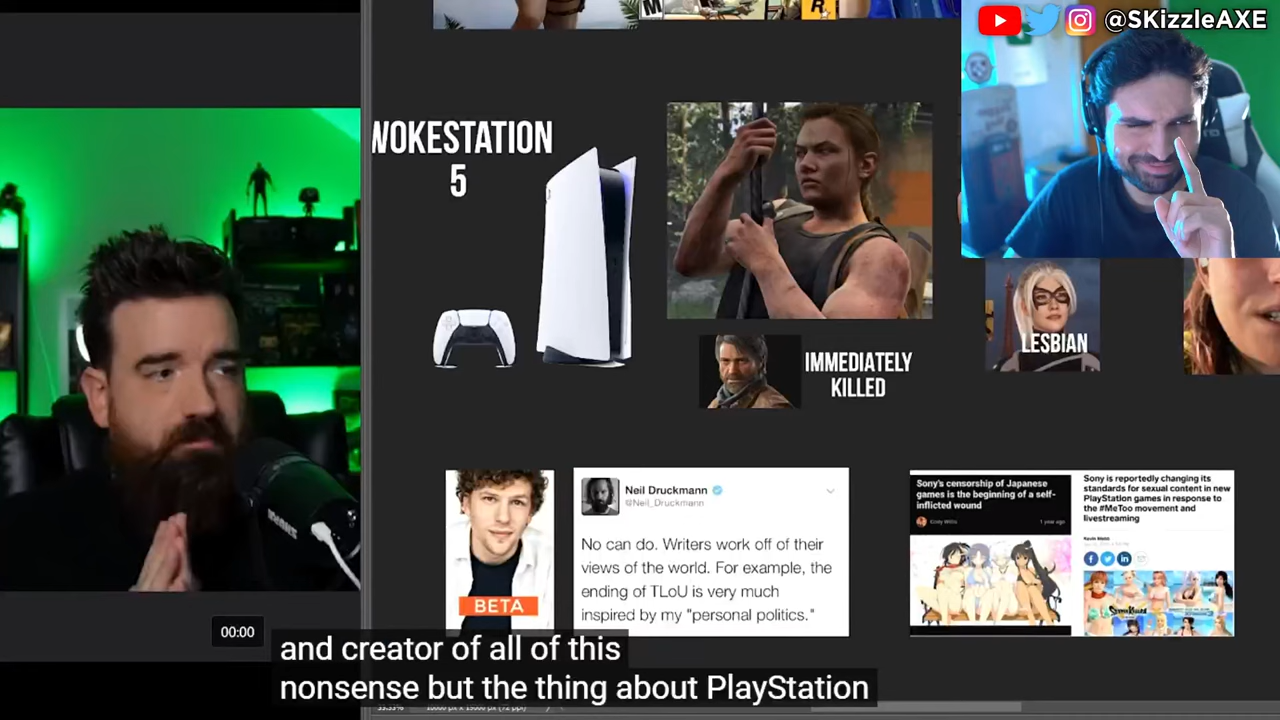 @SKizzleAXE
M
R
WOKESTATION
5
IMMEDIATELY
KILLED
LESBIAN
BETA
Neil Druckmann
@Neil_Druckmann
No can do. Writers work off of their
views of the world. For example, the
ending of TLoU is very much
inspired by my "personal politics."
Sony's censorship of Japanese
games is the beginning of a self-
inflicted wound
1 year ago
Sony is reportedly changing its
standards for sexual content in new
PlayStation games in response to
the #MeToo movement and
livestreaming
00:00
and creator of all of this
nonsense but the thing about PlayStation